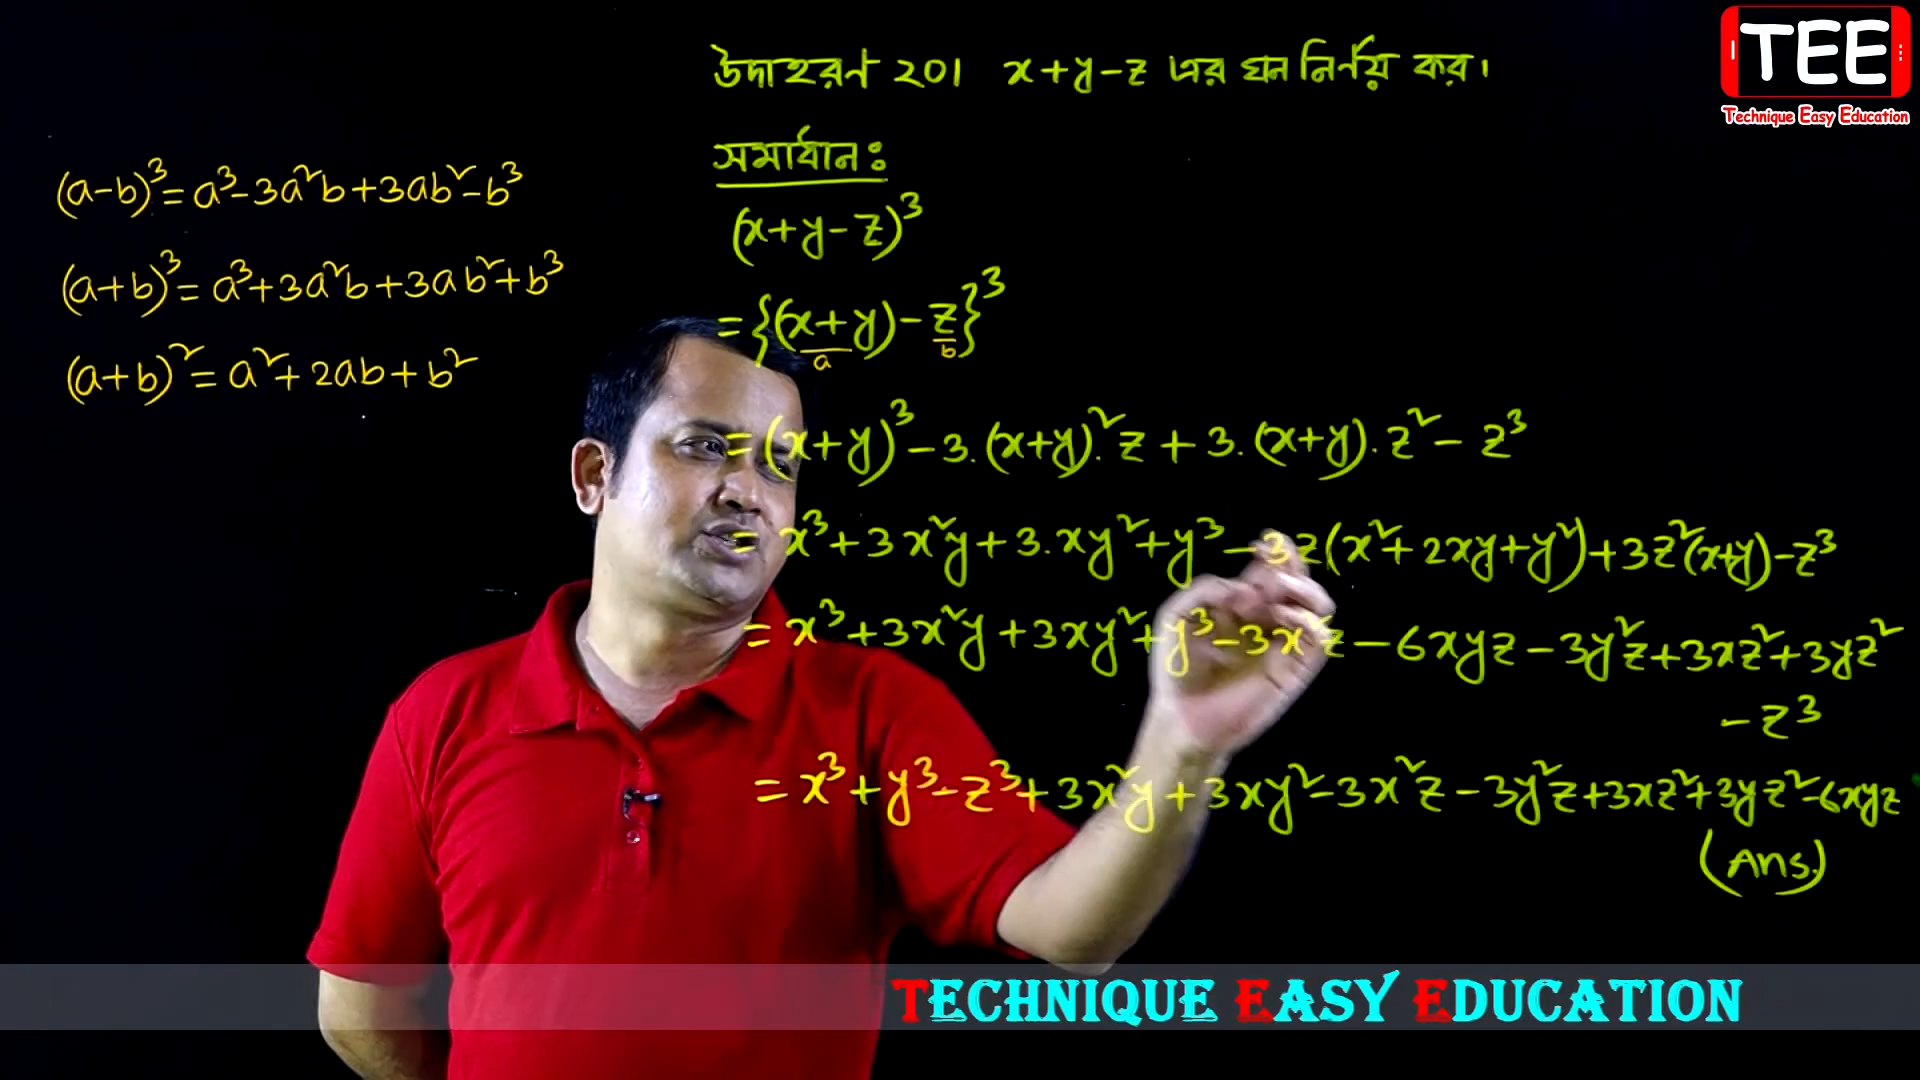 TEE
Technique Easy Education
উদাহরণ ২০। x+y-z এর ঘন নির্ণয় কর।
সমাধানঃ
(a-b)³ = a³-3a²b+3ab²-b³
(a+b)³ = a³+3a²b+3ab²+b³
(a+b)² = a²+2ab+b²
(x+y-z)³
= {(x+y)-z}³
a b
= (x+y)³-3.(x+y)².z+3.(x+y).z²-z³
= x³+3x²y+3.xy²+y³-3z(x²+2xy+y²)+3z²(x+y)-z³
= x³+3x²y+3xy²+y³-3x²z-6xyz-3y²z+3xz²+3yz²
-z³
= x³+y³-z³+3x²y+3xy²-3x²z-3y²z+3xz²+3yz²-6xyz
(Ans.)
TECHNIQUE EASY EDUCATION